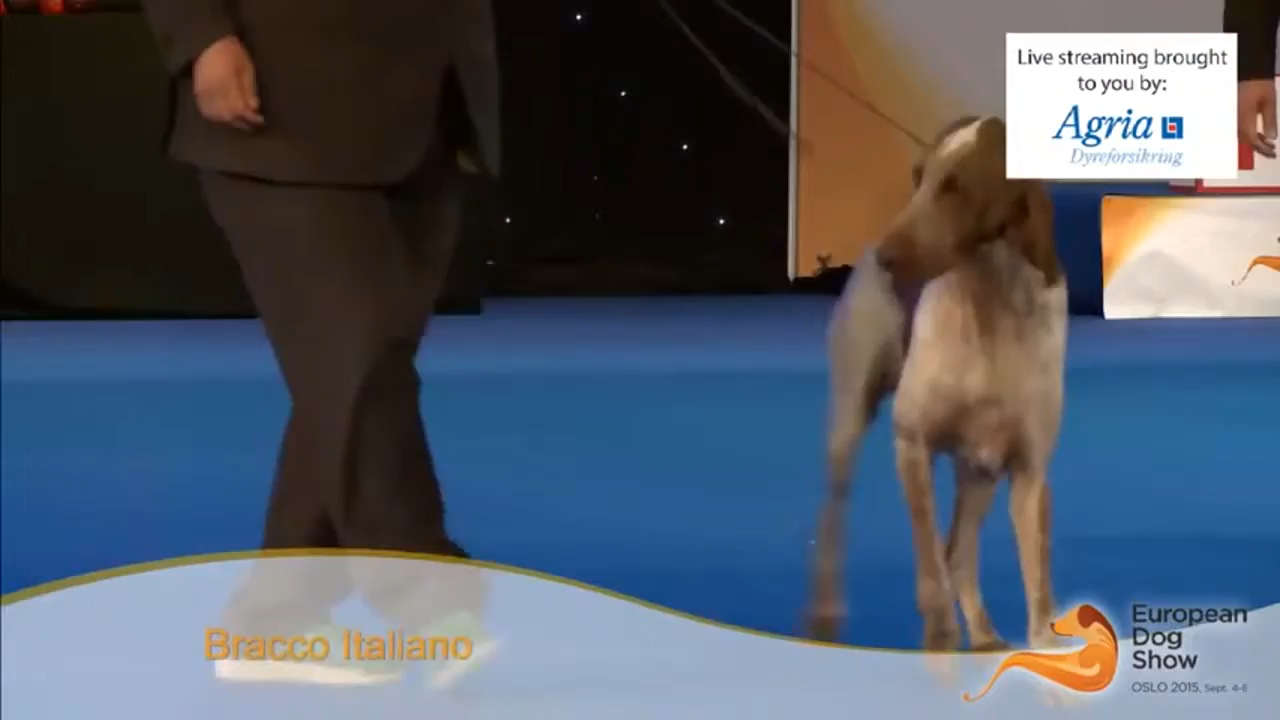 Live streaming brought
to you by:
Agria
Dyreforsikring
Bracco Italiano
European
Dog
Show
OSLO 2015, Sept. 4-6